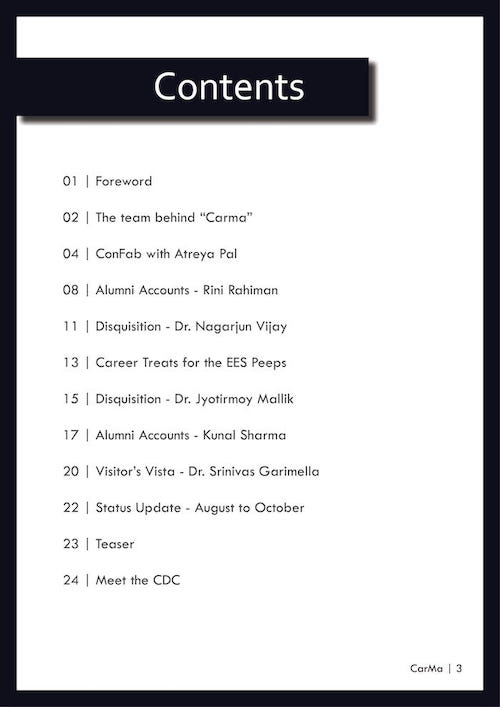 Contents
01 | Foreword
02 | The team behind “Carma”
04 | ConFab with Atreya Pal
08 | Alumni Accounts - Rini Rahiman
11 | Disquisition - Dr. Nagarjun Vijay
13 | Career Treats for the EES Peeps
15 | Disquisition - Dr. Jyotirmoy Mallik
17 | Alumni Accounts - Kunal Sharma
20 | Visitor’s Vista - Dr. Srinivas Garimella
22 | Status Update - August to October
23 | Teaser
24 | Meet the CDC
CarMa | 3